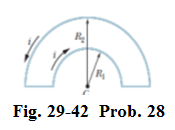 i
i
R₂
R₁
C
Fig. 29-42 Prob. 28